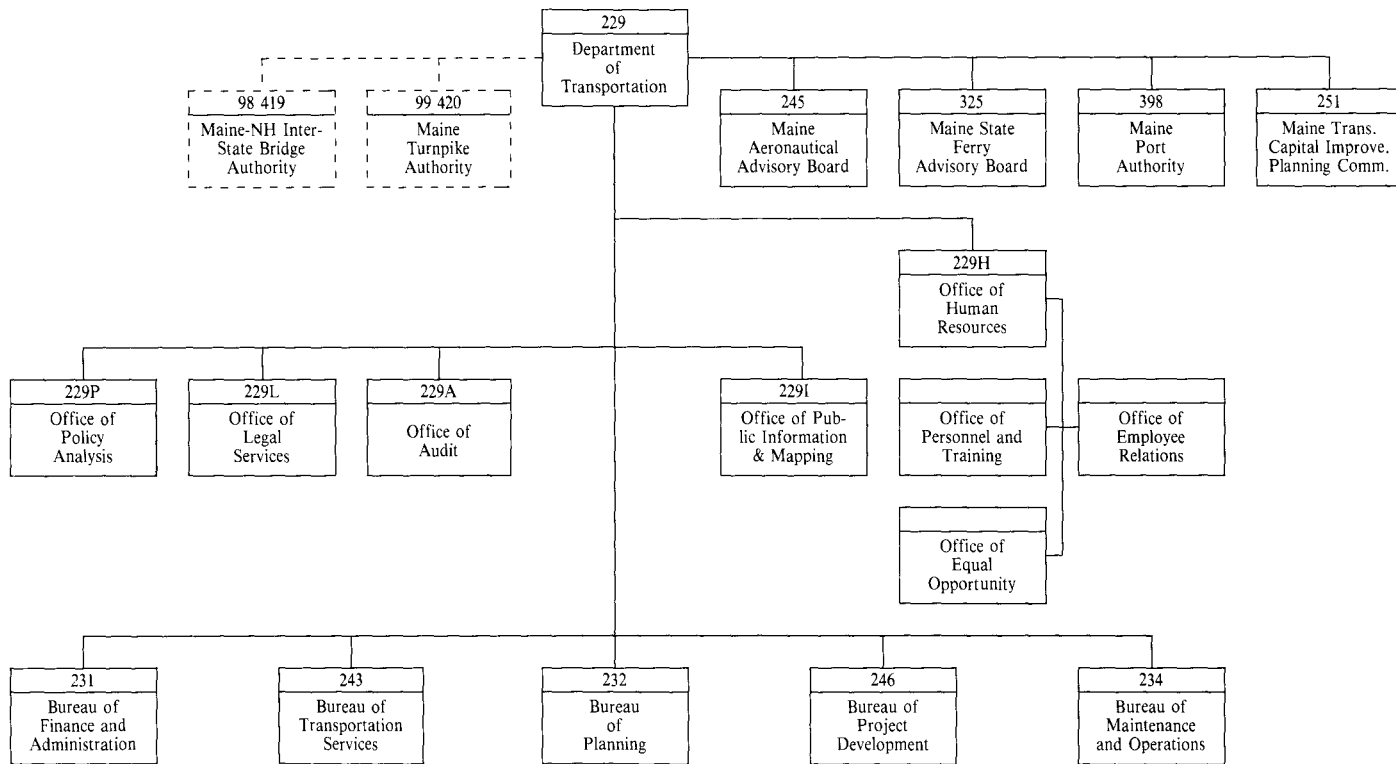 229
Department
of
Transportation
98 419
Maine-NH Inter-
State Bridge
Authority
99 420
Maine
Turnpike
Authority
245
Maine
Aeronautical
Advisory Board
325
Maine State
Ferry
Advisory Board
398
Maine
Port
Authority
251
Maine Trans.
Capital Improve.
Planning Comm.
229H
Office of
Human
Resources
229P
Office of
Policy
Analysis
229L
Office of
Legal
Services
229A
Office of
Audit
229I
Office of Pub-
lic Information
& Mapping
Office of
Personnel and
Training
Office of
Employee
Relations
Office of
Equal
Opportunity
231
Bureau of
Finance and
Administration
243
Bureau of
Transportation
Services
232
Bureau
of
Planning
246
Bureau of
Project
Development
234
Bureau of
Maintenance
and Operations